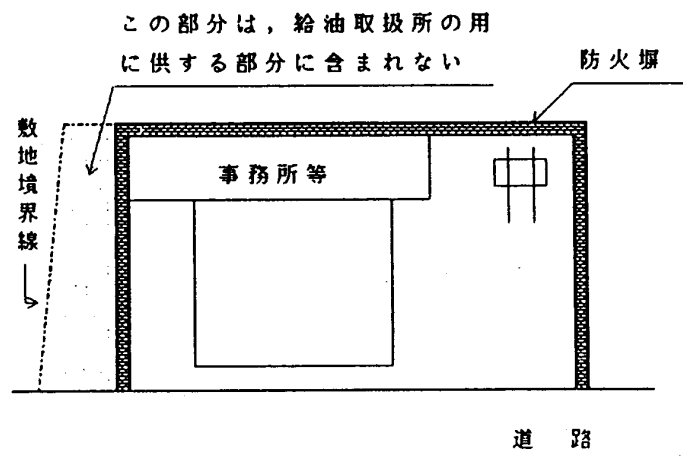 この部分は，給油取扱所の用
に供する部分に含まれない
防火塀
敷地境界線
事務所等
道路